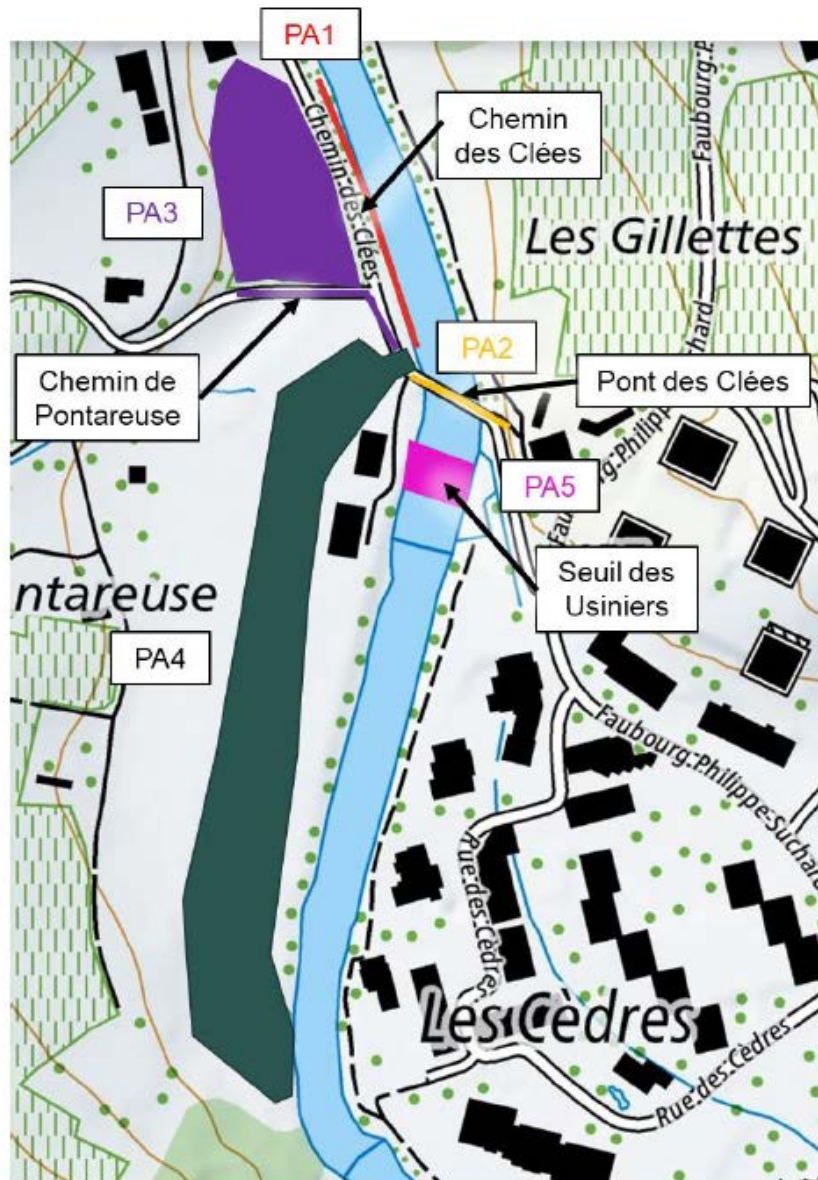 PA1
Chemin
des Clées
Faubourg.P.
Chemin·des·Clées
PA3
Les Gillettes
PA2
Chemin de
Pontareuse
Pont des Clées
Faubourg.Philippe-Suchard
PA5
Seuil des
Usiniers
ntareuse
PA4
Faubourg.Philippe-Suchard
Rue·des·Cèdres
Les Cèdres
Rue·des·Cèdres